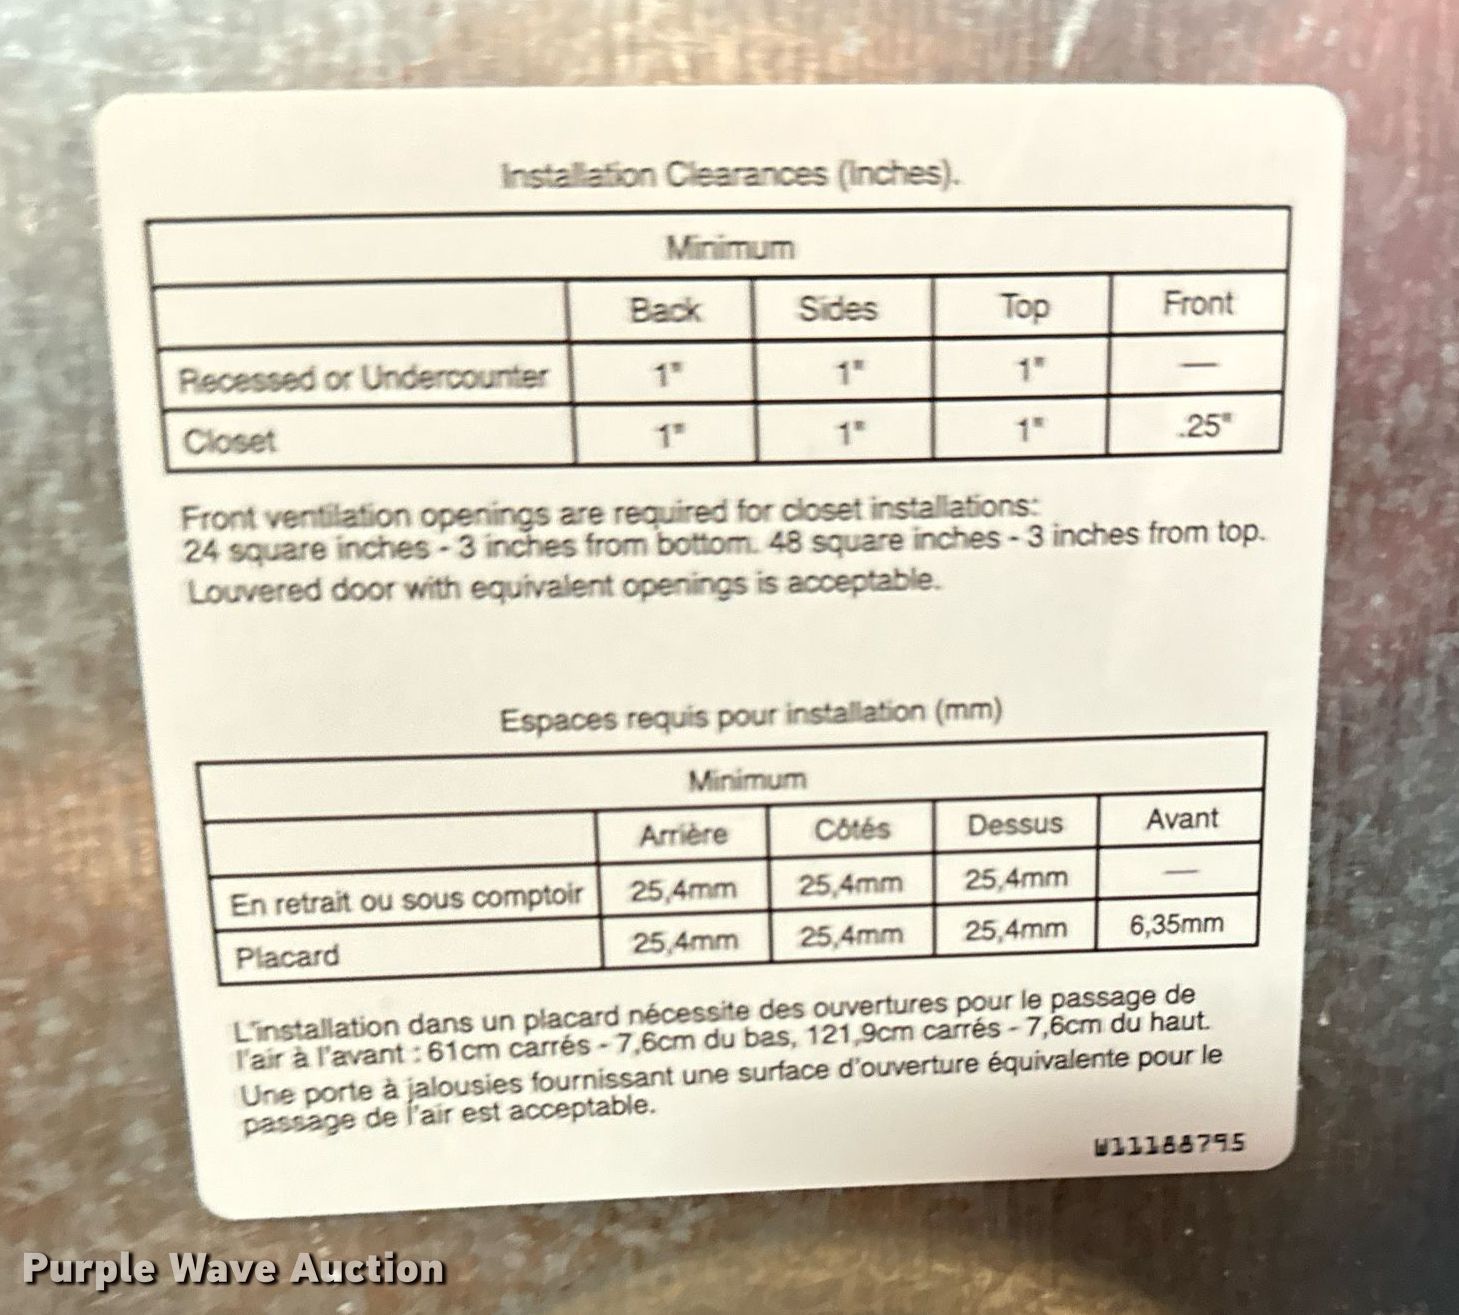 Installation Clearances (Inches).
Minimum
Back Sides Top Front
Recessed or Undercounter 1" 1" 1" —
Closet 1" 1" 1" .25"
Front ventilation openings are required for closet installations:
24 square inches - 3 inches from bottom. 48 square inches - 3 inches from top.
Louvered door with equivalent openings is acceptable.
Espaces requis pour installation (mm)
Minimum
Arrière Côtés Dessus Avant
En retrait ou sous comptoir 25,4mm 25,4mm 25,4mm —
Placard 25,4mm 25,4mm 25,4mm 6,35mm
L'installation dans un placard nécessite des ouvertures pour le passage de
l'air à l'avant : 61cm carrés - 7,6cm du bas, 121,9cm carrés - 7,6cm du haut.
Une porte à jalousies fournissant une surface d'ouverture équivalente pour le
passage de l'air est acceptable.
W11188795
Purple Wave Auction